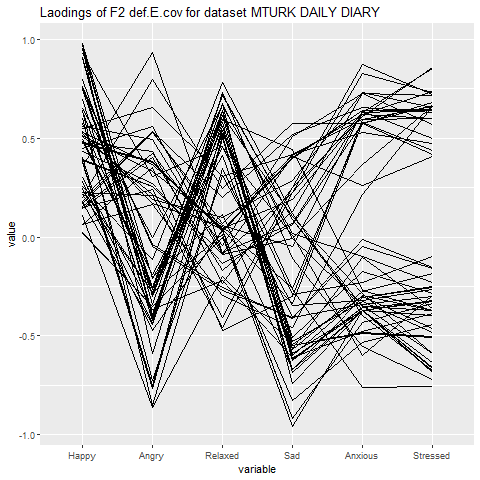 Laodings of F2 def.E.cov for dataset MTURK DAILY DIARY
1.0
0.5
0.0
-0.5
-1.0
value
Happy Angry Relaxed Sad Anxious Stressed
variable